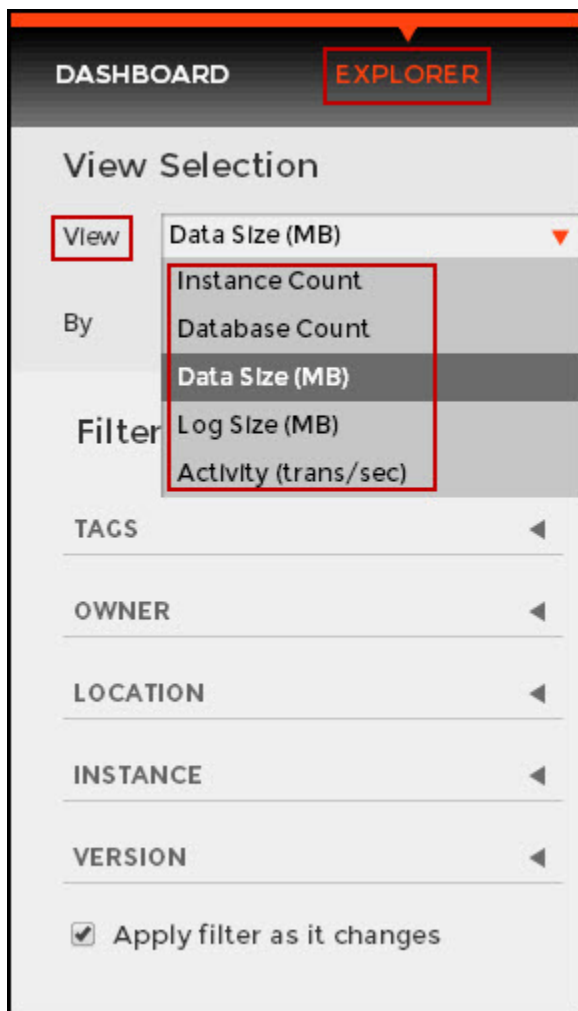 DASHBOARD EXPLORER
View Selection
View Data Size (MB)
Instance Count
By Database Count
Data Size (MB)
Filter Log Size (MB)
Activity (trans/sec)
TAGS
OWNER
LOCATION
INSTANCE
VERSION
Apply filter as it changes